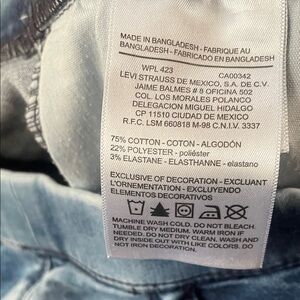 MADE IN BANGLADESH - FABRIQUE AU
BANGLADESH - FABRICADO EN BANGLADESH
WPL 423 CA00342
LEVI STRAUSS DE MEXICO, S.A. DE C.V.
JAIME BALMES # 8 OFICINA 502
COL. LOS MORALES POLANCO
DELEGACION MIGUEL HIDALGO
CP 11510 CIUDAD DE MEXICO
R.F.C. LSM 660818 M-98 C.N.I.V. 3337
75% COTTON - COTON - ALGODÓN
22% POLYESTER - poliéster
3% ELASTANE - ELASTHANNE - elastano
EXCLUSIVE OF DECORATION - EXCLUANT
L'ORNEMENTATION - EXCLUYENDO
ELEMENTOS DECORATIVOS
MACHINE WASH COLD. DO NOT BLEACH.
TUMBLE DRY MEDIUM. WARM IRON IF
NEEDED. DO NOT DRY CLEAN. WASH AND
DRY INSIDE OUT WITH LIKE COLORS. DO
NOT IRON DECORATION.